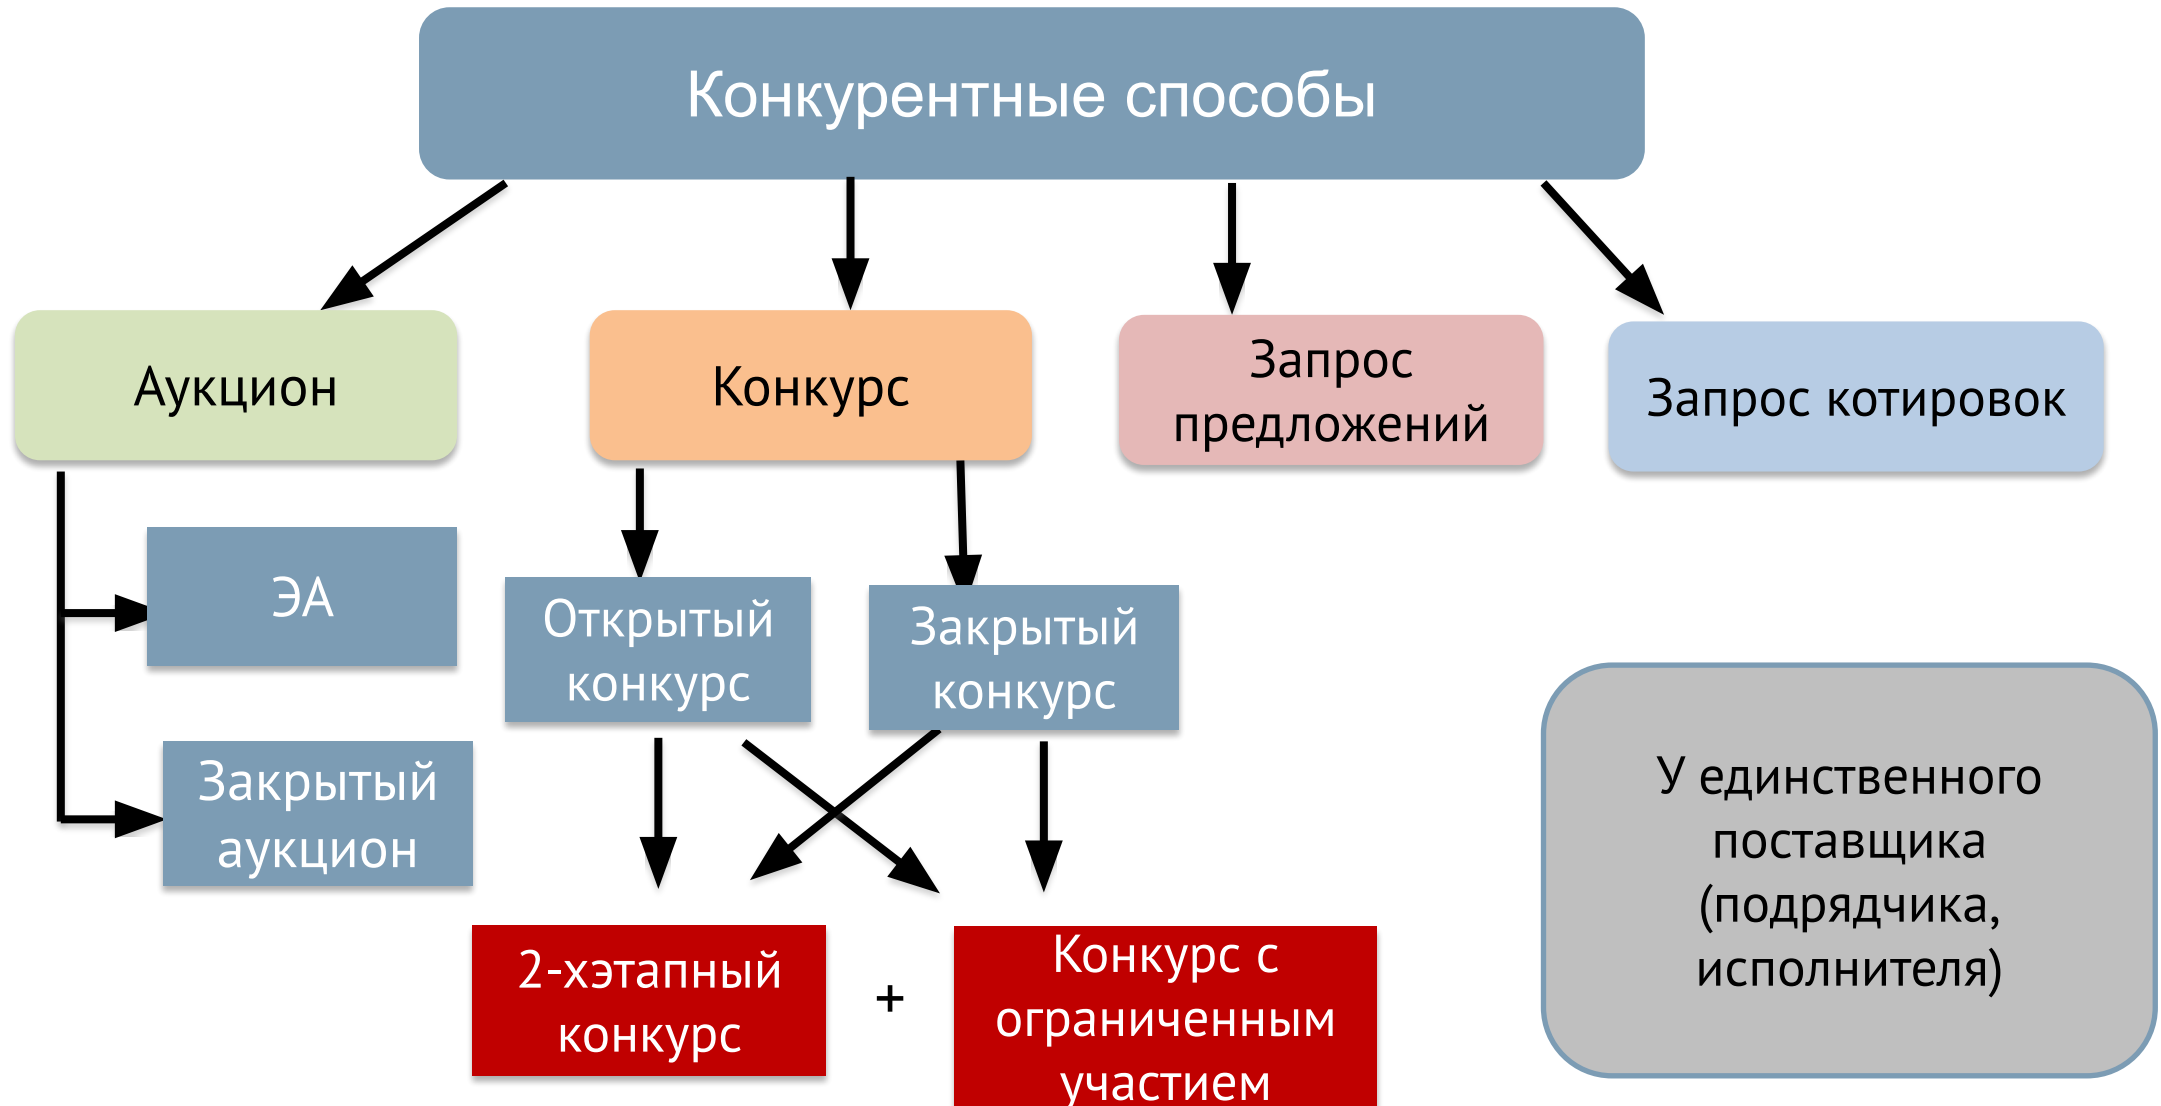 Конкурентные способы
Аукцион
Конкурс
Запрос
предложений
Запрос котировок
ЭА
Открытый
конкурс
Закрытый
конкурс
Закрытый
аукцион
У единственного
поставщика
(подрядчика,
исполнителя)
2-хэтапный
конкурс
+
Конкурс с
ограниченным
участием